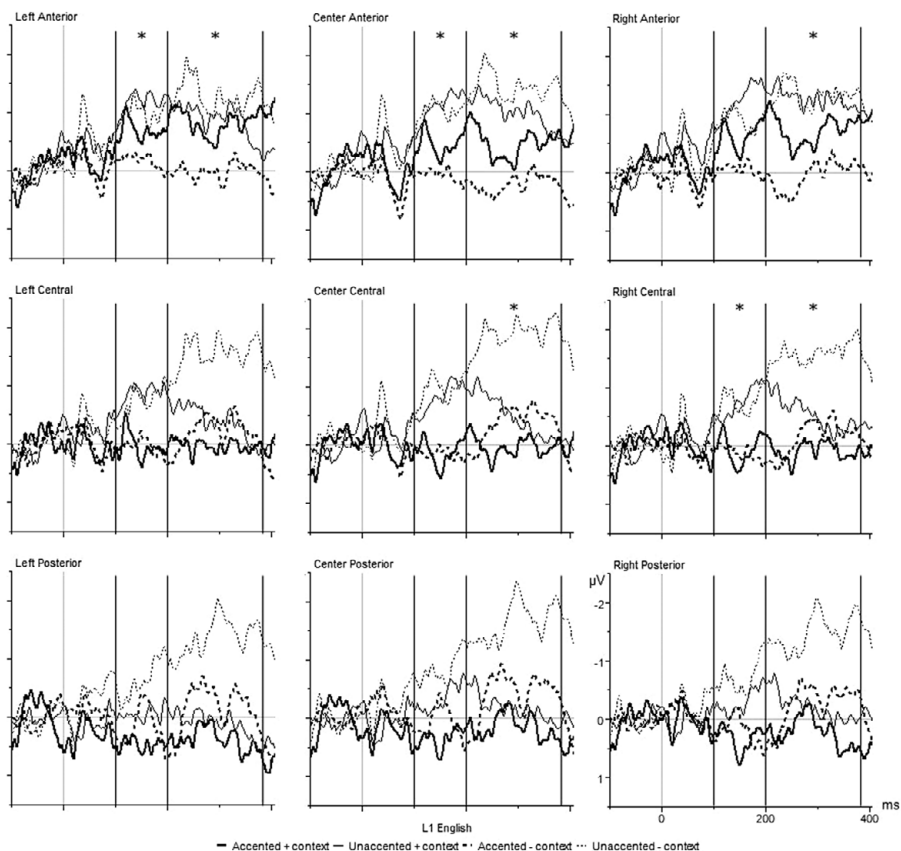 Left Anterior Center Anterior Right Anterior
* * * * *
Left Central Center Central Right Central
* * *
Left Posterior Center Posterior Right Posterior
µV
-2
-1
0
1
0 200 400 ms
L1 English
Accented + context Unaccented + context Accented - context Unaccented - context